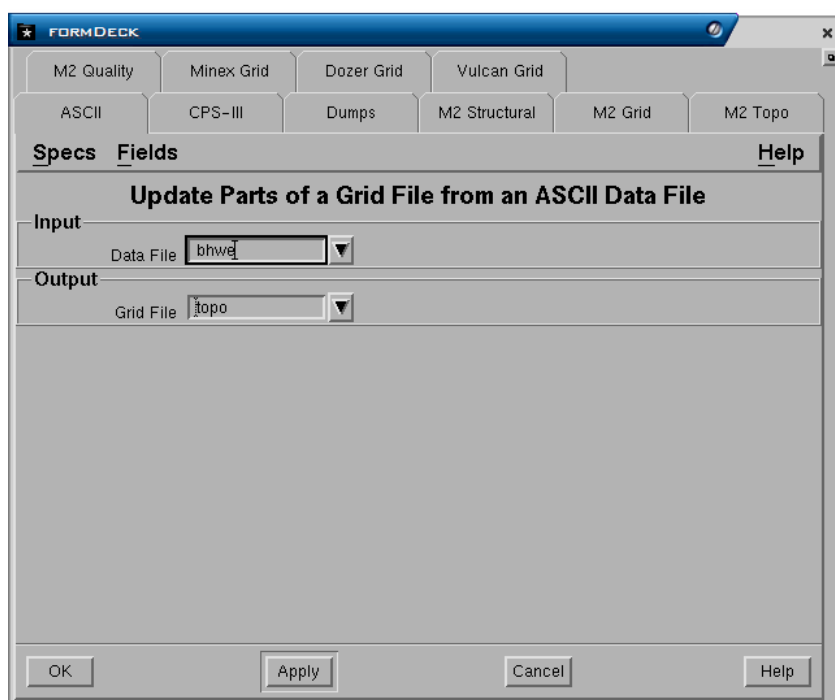 FORMDECK
M2 Quality Minex Grid Dozer Grid Vulcan Grid
ASCII CPS-III Dumps M2 Structural M2 Grid M2 Topo
Specs Fields Help
Update Parts of a Grid File from an ASCII Data File
Input
Data File bhwe
Output
Grid File topo
OK Apply Cancel Help